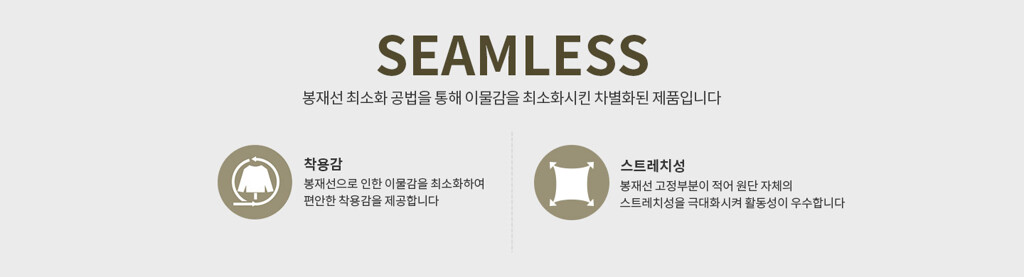 SEAMLESS
봉재선 최소화 공법을 통해 이물감을 최소화시킨 차별화된 제품입니다
착용감
봉재선으로 인한 이물감을 최소화하여
편안한 착용감을 제공합니다
스트레치성
봉재선 고정부분이 적어 원단 자체의
스트레치성을 극대화시켜 활동성이 우수합니다